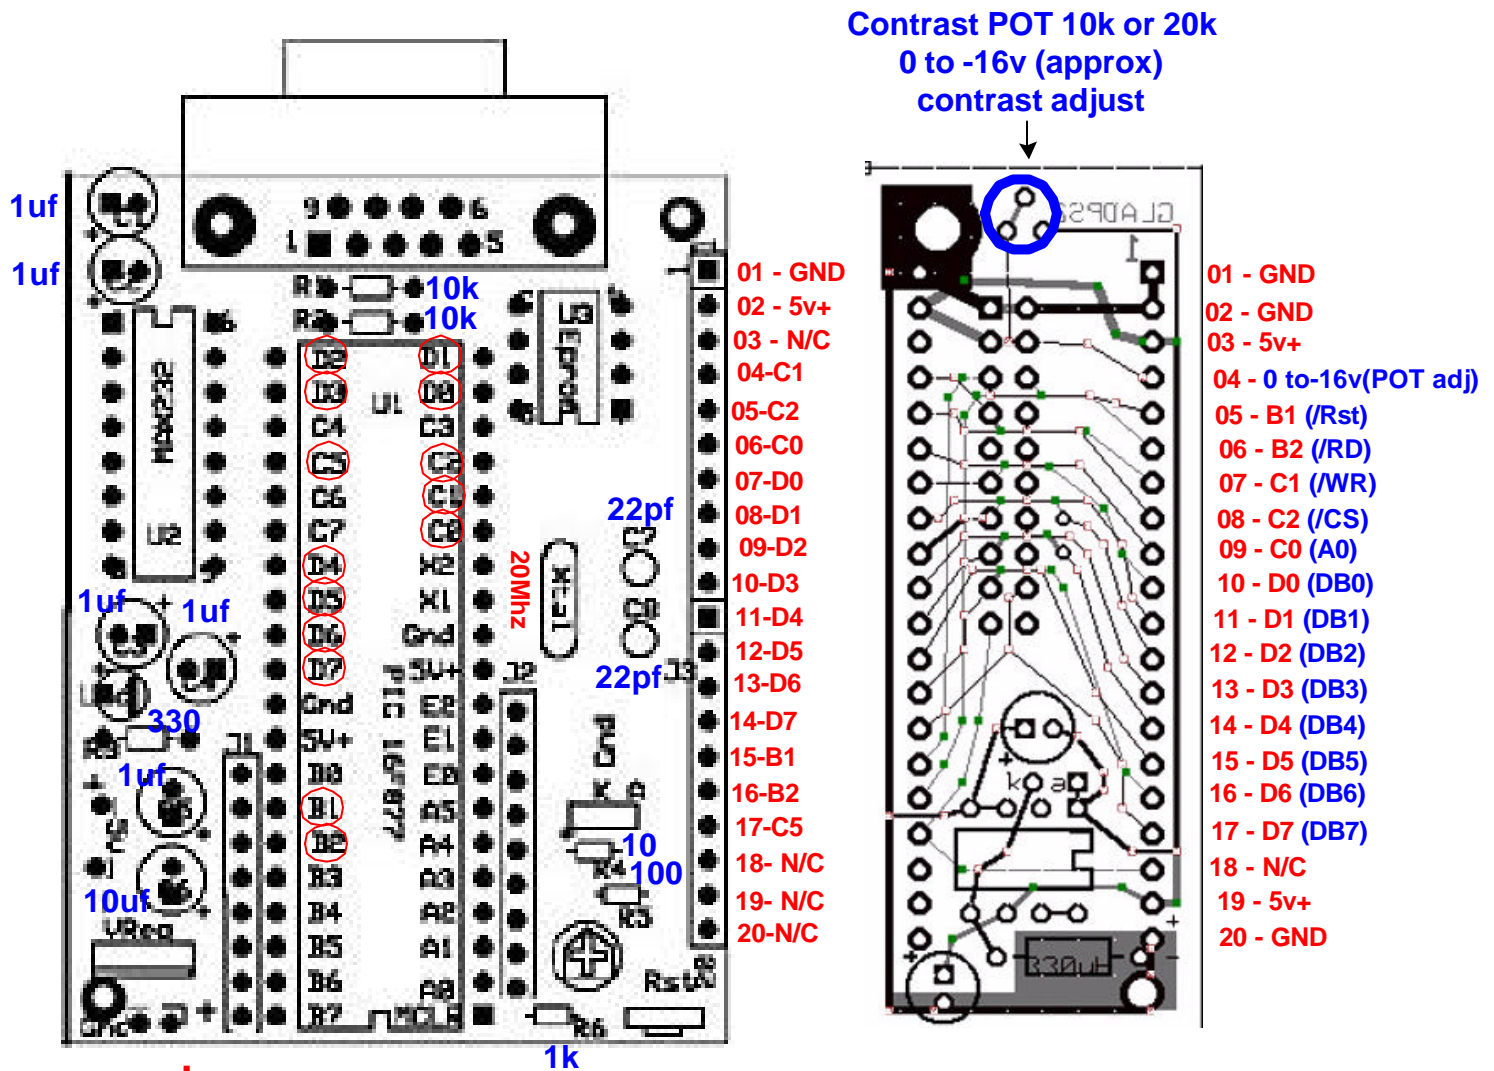 Contrast POT 10k or 20k
0 to -16v (approx)
contrast adjust
1uf
1uf
9 6
1 5
R1 10k
R2 10k
U3
Eprom
MAX232
U2
U1
PIC 16F877
D2 D1
D3 D0
C4 C3
C5 C2
C6 C1
C7 C0
D4 X2
D5 X1
D6 Gnd
D7 5V+
Gnd E2
5V+ E1
B0 E0
B1 A5
B2 A4
B3 A3
B4 A2
B5 A1
B6 A0
B7 MCLR
22pf
20Mhz
Xtal
22pf
1uf
1uf
330
1uf
10uf
VReg
J1
J2
J3
Gnd
K A
10
R4
100
R5
Rst
R6
1k
01 - GND
02 - 5v+
03 - N/C
04-C1
05-C2
06-C0
07-D0
08-D1
09-D2
10-D3
11-D4
12-D5
13-D6
14-D7
15-B1
16-B2
17-C5
18- N/C
19- N/C
20-N/C
1
k a
330uH
01 - GND
02 - GND
03 - 5v+
04 - 0 to-16v(POT adj)
05 - B1 (/Rst)
06 - B2 (/RD)
07 - C1 (/WR)
08 - C2 (/CS)
09 - C0 (A0)
10 - D0 (DB0)
11 - D1 (DB1)
12 - D2 (DB2)
13 - D3 (DB3)
14 - D4 (DB4)
15 - D5 (DB5)
16 - D6 (DB6)
17 - D7 (DB7)
18 - N/C
19 - 5v+
20 - GND